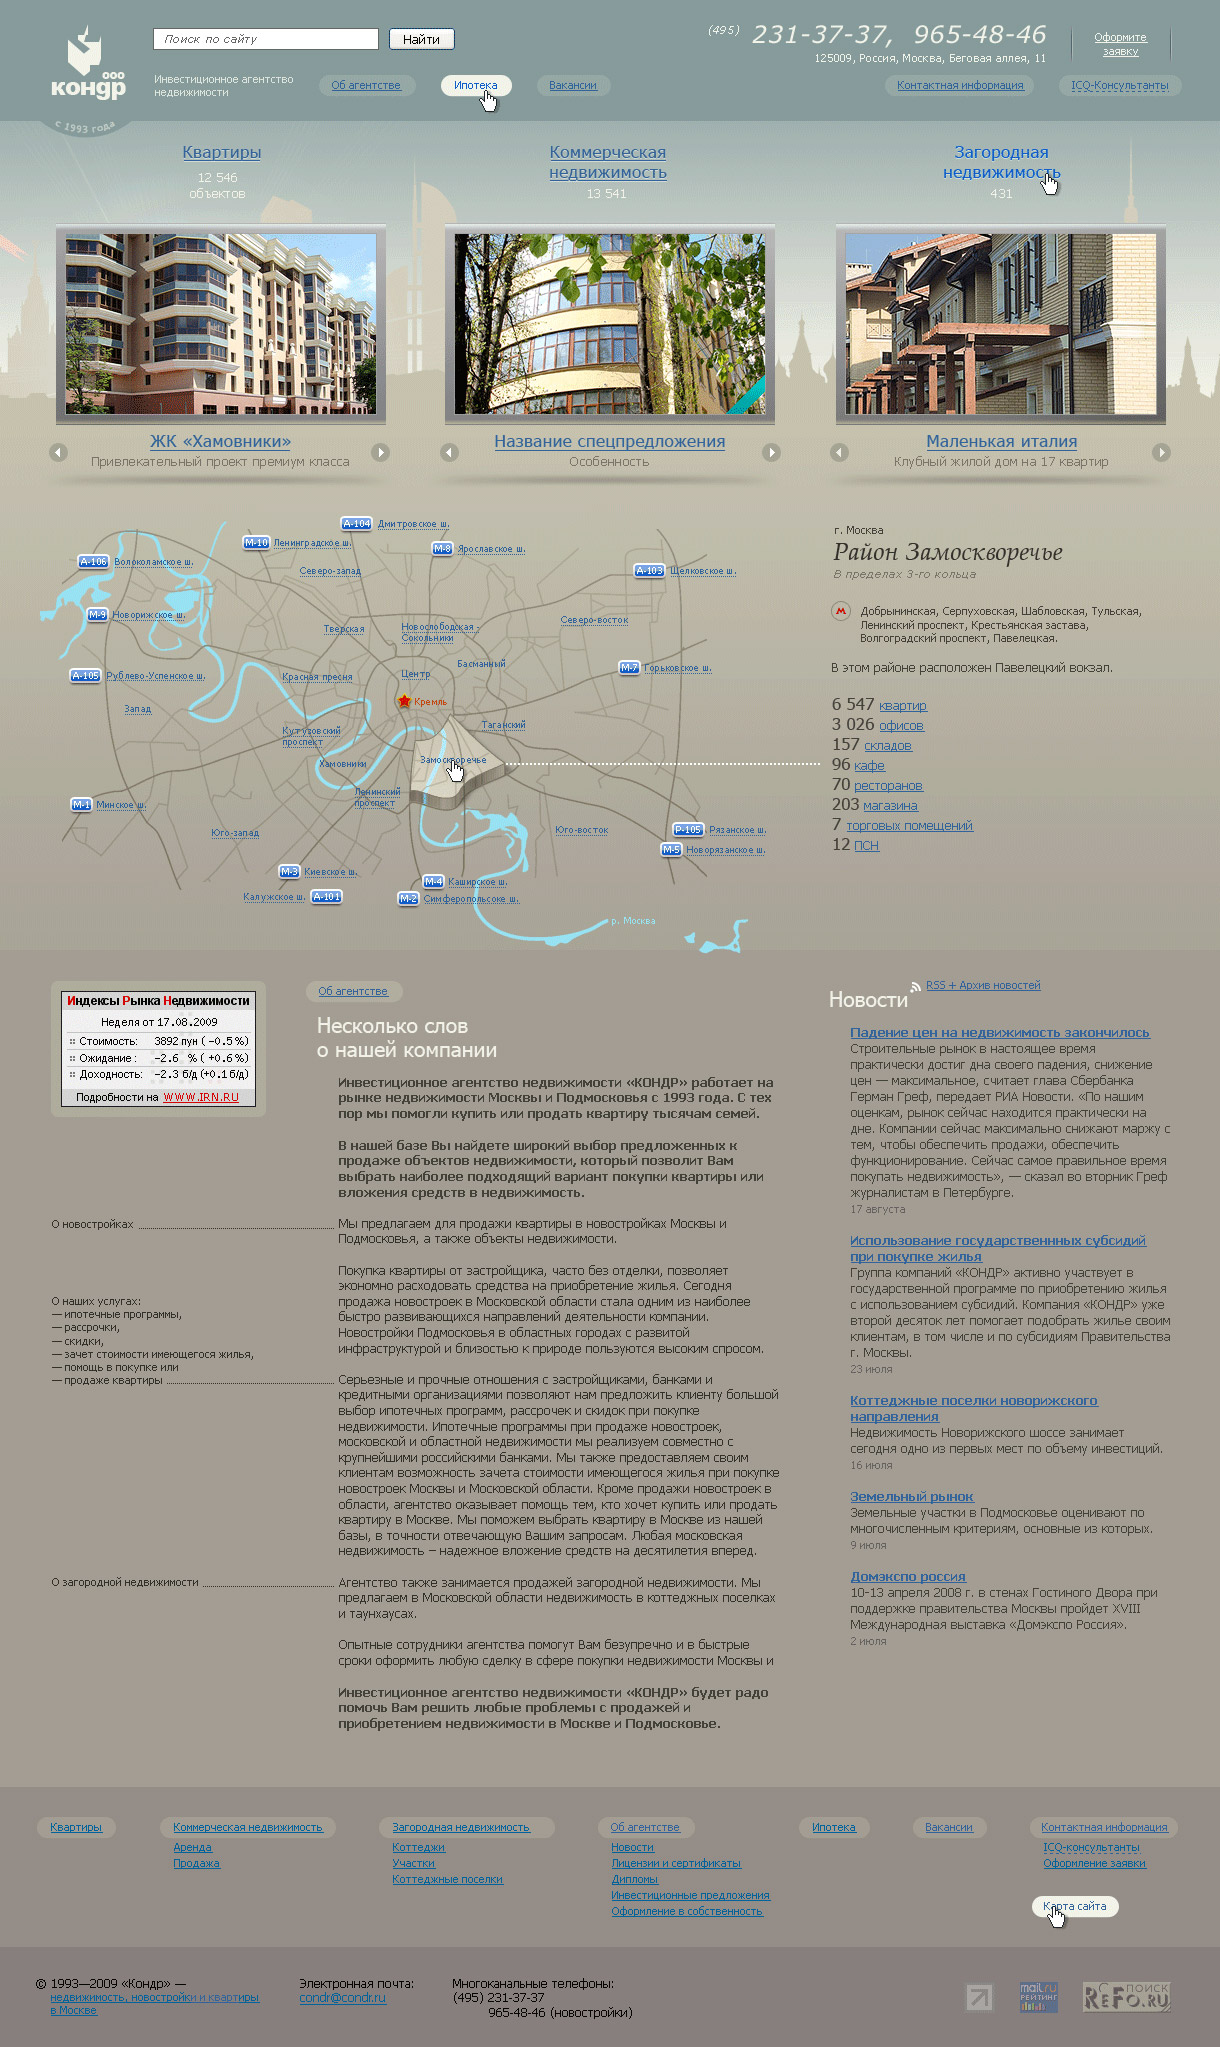 ооо
кондр
с 1993 года
Поиск по сайту
Найти
(495) 231-37-37, 965-48-46
125009, Россия, Москва, Беговая аллея, 11
Оформите
заявку
Инвестиционное агентство
недвижимости
Об агентстве
Ипотека
Вакансии
Контактная информация
ICQ-Консультанты
Квартиры
12 546
объектов
Коммерческая
недвижимость
13 541
Загородная
недвижимость
431
ЖК «Хамовники»
Привлекательный проект премиум класса
Название спецпредложения
Особенность
Маленькая италия
Клубный жилой дом на 17 квартир
А-104 Дмитровское ш.
М-10 Ленинградское ш.
М-8 Ярославское ш.
А-106 Волоколамское ш.
Северо-запад
А-103 Щелковское ш.
М-9 Новорижское ш.
Тверская
Новослободская -
Сокольники
Северо-восток
Басманный
М-7 Горьковское ш.
А-105 Рублево-Успенское ш.
Красная пресня
Центр
Запад
Кремль
Таганский
Кутузовский
проспект
Хамовники
Замоскворечье
Ленинский
проспект
М-1 Минское ш.
Юго-запад
Юго-восток
Р-105 Рязанское ш.
М-5 Новорязанское ш.
М-3 Киевское ш.
М-4 Каширское ш.
Калужское ш. А-101
М-2 Симферопольсоке ш.
р. Москва
г. Москва
Район Замоскворечье
В пределах 3-го кольца
М
Добрынинская, Серпуховская, Шабловская, Тульская,
Ленинский проспект, Крестьянская застава,
Волгоградский проспект, Павелецкая.
В этом районе расположен Павелецкий вокзал.
6 547 квартир
3 026 офисов
157 складов
96 кафе
70 ресторанов
203 магазина
7 торговых помещений
12 ПСН
Индексы Рынка Недвижимости
Неделя от 17.08.2009
Стоимость: 3892 пун ( -0.5 %)
Ожидание : -2.6 % ( +0.6 %)
Доходность: -2.3 б/д (+0.1 б/д)
Подробности на WWW.IRN.RU
Об агентстве
Несколько слов
о нашей компании
Инвестиционное агентство недвижимости «КОНДР» работает на
рынке недвижимости Москвы и Подмосковья с 1993 года. С тех
пор мы помогли купить или продать квартиру тысячам семей.
В нашей базе Вы найдете широкий выбор предложенных к
продаже объектов недвижимости, который позволит Вам
выбрать наиболее подходящий вариант покупки квартиры или
вложения средств в недвижимость.
О новостройках
Мы предлагаем для продажи квартиры в новостройках Москвы и
Подмосковья, а также объекты недвижимости.
Покупка квартиры от застройщика, часто без отделки, позволяет
экономно расходовать средства на приобретение жилья. Сегодня
продажа новостроек в Московской области стала одним из наиболее
быстро развивающихся направлений деятельности компании.
Новостройки Подмосковья в областных городах с развитой
инфраструктурой и близостью к природе пользуются высоким спросом.
О наших услугах:
— ипотечные программы,
— рассрочки,
— скидки,
— зачет стоимости имеющегося жилья,
— помощь в покупке или
— продаже квартиры
Серьезные и прочные отношения с застройщиками, банками и
кредитными организациями позволяют нам предложить клиенту большой
выбор ипотечных программ, рассрочек и скидок при покупке
недвижимости. Ипотечные программы при продаже новостроек,
московской и областной недвижимости мы реализуем совместно с
крупнейшими российскими банками. Мы также предоставляем своим
клиентам возможность зачета стоимости имеющегося жилья при покупке
новостроек Москвы и Московской области. Кроме продажи новостроек в
области, агентство оказывает помощь тем, кто хочет купить или продать
квартиру в Москве. Мы поможем выбрать квартиру в Москве из нашей
базы, в точности отвечающую Вашим запросам. Любая московская
недвижимость – надежное вложение средств на десятилетия вперед.
О загородной недвижимости
Агентство также занимается продажей загородной недвижимости. Мы
предлагаем в Московской области недвижимость в коттеджных поселках
и таунхаусах.
Опытные сотрудники агентства помогут Вам безупречно и в быстрые
сроки оформить любую сделку в сфере покупки недвижимости Москвы и
Инвестиционное агентство недвижимости «КОНДР» будет радо
помочь Вам решить любые проблемы с продажей и
приобретением недвижимости в Москве и Подмосковье.
Новости
RSS + Архив новостей
Падение цен на недвижимость закончилось
Строительные рынок в настоящее время
практически достиг дна своего падения, снижение
цен — максимальное, считает глава Сбербанка
Герман Греф, передает РИА Новости. «По нашим
оценкам, рынок сейчас находится практически на
дне. Компании сейчас максимально снижают маржу с
тем, чтобы обеспечить продажи, обеспечить
функционирование. Сейчас самое правильное время
покупать недвижимость», — сказал во вторник Греф
журналистам в Петербурге.
17 августа
Использование государственнных субсидий
при покупке жилья
Группа компаний «КОНДР» активно участвует в
государственной программе по приобретению жилья
с использованием субсидий. Компания «КОНДР» уже
второй десяток лет помогает подобрать жилье своим
клиентам, в том числе и по субсидиям Правительства
г. Москвы.
23 июля
Коттеджные поселки новорижского
направления
Недвижимость Новорижского шоссе занимает
сегодня одно из первых мест по объему инвестиций.
16 июля
Земельный рынок
Земельные участки в Подмосковье оценивают по
многочисленным критериям, основные из которых.
9 июля
Домэкспо россия
10-13 апреля 2008 г. в стенах Гостиного Двора при
поддержке правительства Москвы пройдет XVIII
Международная выставка «Домэкспо Россия».
2 июля
Квартиры
Коммерческая недвижимость
Аренда
Продажа
Загородная недвижимость
Коттеджи
Участки
Коттеджные поселки
Об агентстве
Новости
Лицензии и сертификаты
Дипломы
Инвестиционные предложения
Оформление в собственность
Ипотека
Вакансии
Контактная информация
ICQ-консультанты
Оформление заявки
Карта сайта
© 1993—2009 «Кондр» —
недвижимость, новостройки и квартиры
в Москве
Электронная почта:
condr@condr.ru
Многоканальные телефоны:
(495) 231-37-37
965-48-46 (новостройки)
mail.ru
РЕЙТИНГ
ПОИСК
ReFo.ru